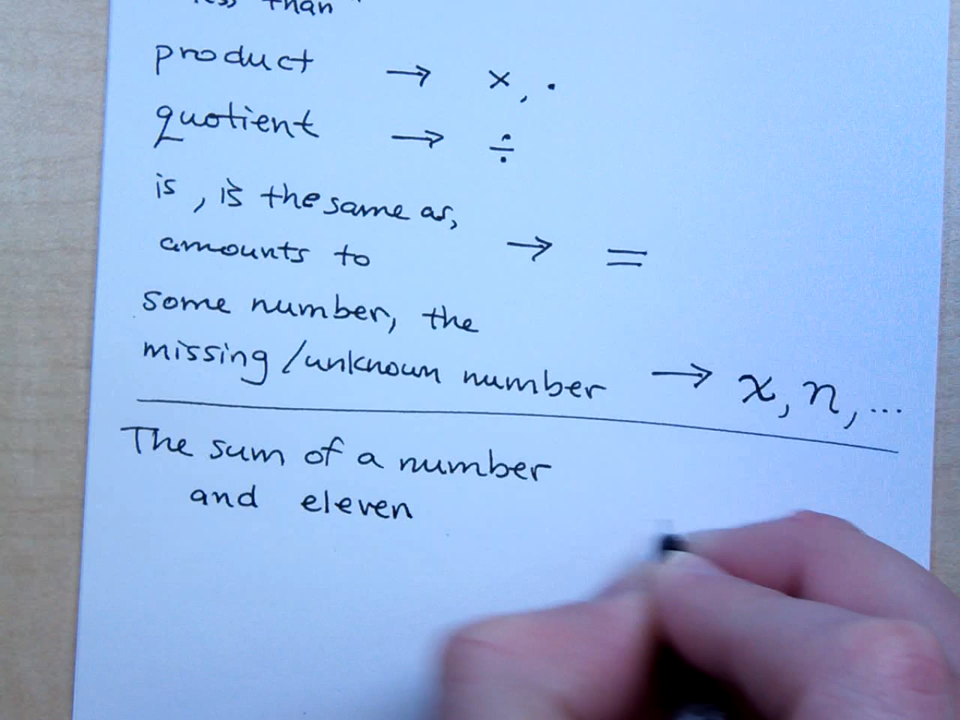 than
product → ×, ·
quotient → ÷
is, is the same as,
amounts to → =
some number, the
missing/unknown number → x, n, ...
The sum of a number
and eleven